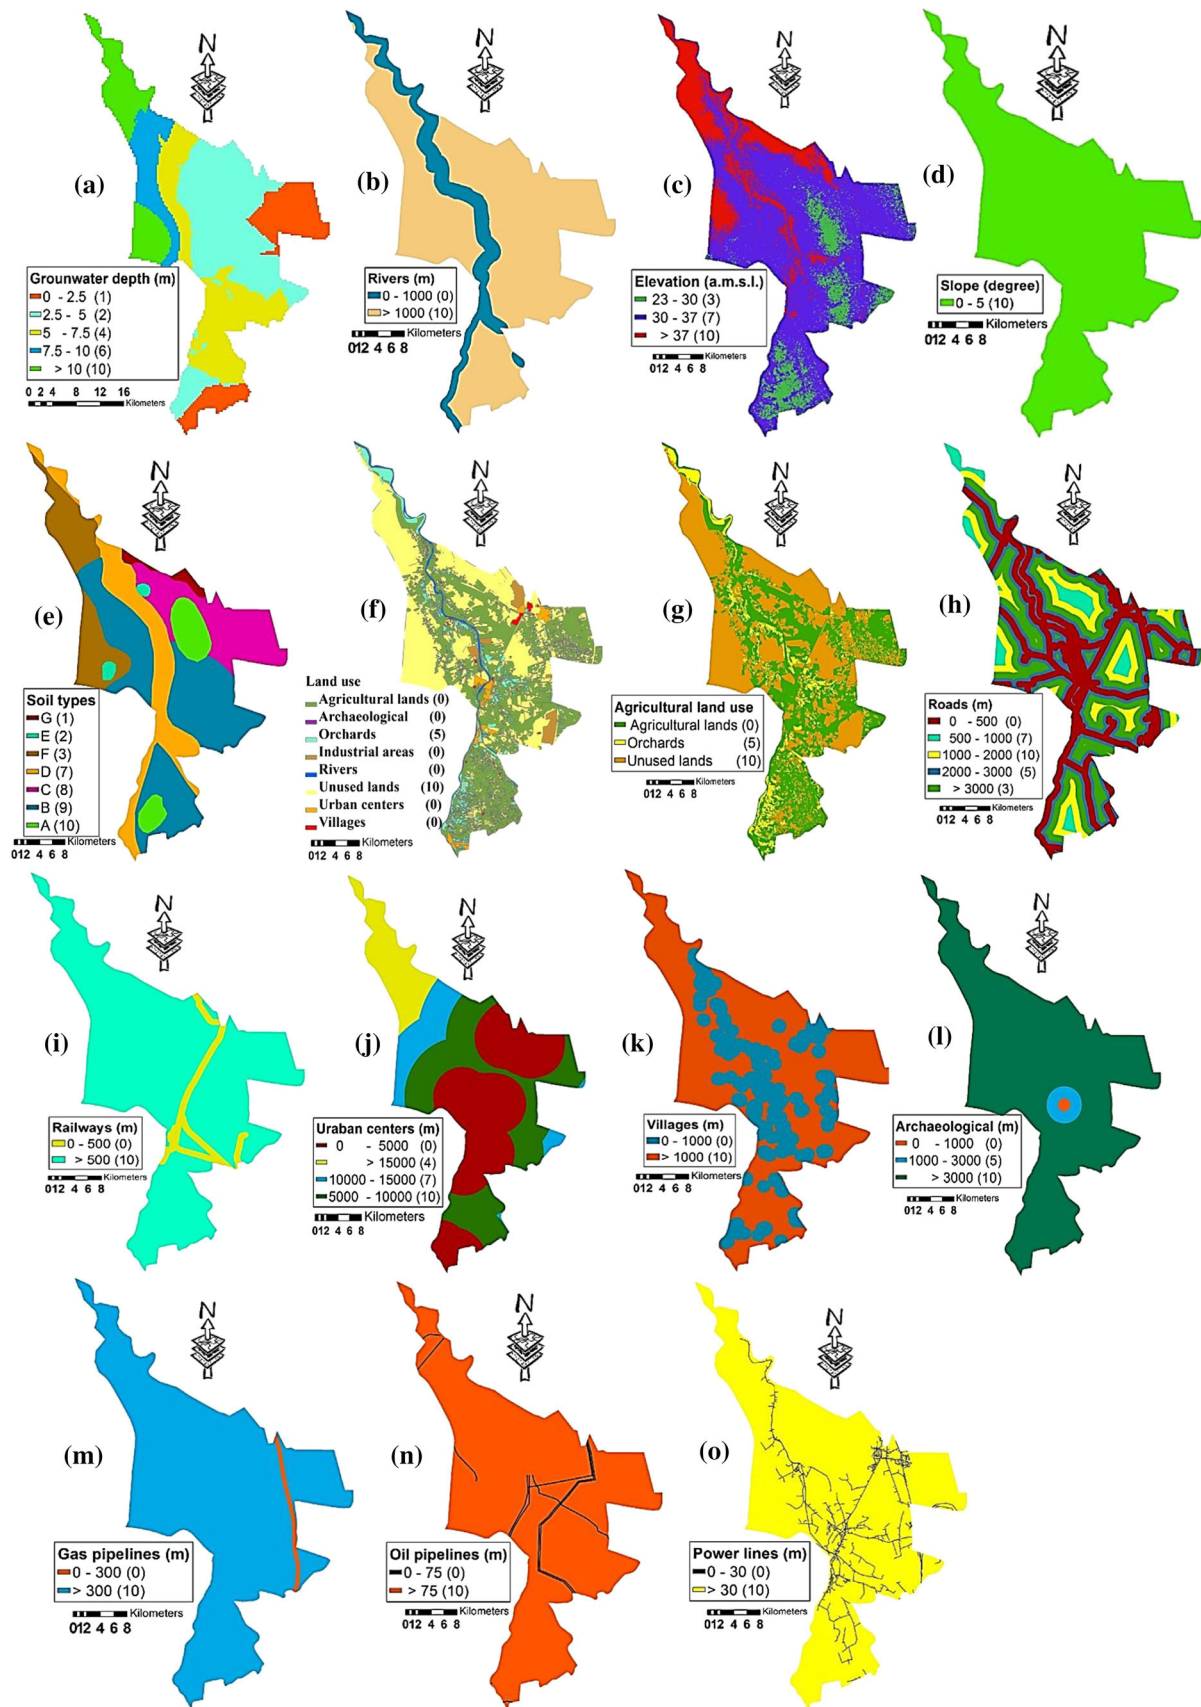 N
(a)
Grounwater depth (m)
0 - 2.5 (1)
2.5 - 5 (2)
5 - 7.5 (4)
7.5 - 10 (6)
> 10 (10)
0 2 4 8 12 16
Kilometers
N
(b)
Rivers (m)
0 - 1000 (0)
> 1000 (10)
Kilometers
012 4 6 8
N
(c)
Elevation (a.m.s.l.)
23 - 30 (3)
30 - 37 (7)
> 37 (10)
Kilometers
012 4 6 8
N
(d)
Slope (degree)
0 - 5 (10)
Kilometers
012 4 6 8
N
(e)
Soil types
G (1)
E (2)
F (3)
D (7)
C (8)
B (9)
A (10)
Kilometers
012 4 6 8
N
(f)
Land use
Agricultural lands (0)
Archaeological (0)
Orchards (5)
Industrial areas (0)
Rivers (0)
Unused lands (10)
Urban centers (0)
Villages (0)
Kilometers
012 4 6 8
N
(g)
Agricultural land use
Agricultural lands (0)
Orchards (5)
Unused lands (10)
Kilometers
012 4 6 8
N
(h)
Roads (m)
0 - 500 (0)
500 - 1000 (7)
1000 - 2000 (10)
2000 - 3000 (5)
> 3000 (3)
Kilometers
012 4 6 8
N
(i)
Railways (m)
0 - 500 (0)
> 500 (10)
Kilometers
012 4 6 8
N
(j)
Uraban centers (m)
0 - 5000 (0)
> 15000 (4)
10000 - 15000 (7)
5000 - 10000 (10)
Kilometers
012 4 6 8
N
(k)
Villages (m)
0 - 1000 (0)
> 1000 (10)
Kilometers
012 4 6 8
N
(l)
Archaeological (m)
0 - 1000 (0)
1000 - 3000 (5)
> 3000 (10)
Kilometers
012 4 6 8
N
(m)
Gas pipelines (m)
0 - 300 (0)
> 300 (10)
Kilometers
012 4 6 8
N
(n)
Oil pipelines (m)
0 - 75 (0)
> 75 (10)
Kilometers
012 4 6 8
N
(o)
Power lines (m)
0 - 30 (0)
> 30 (10)
Kilometers
012 4 6 8